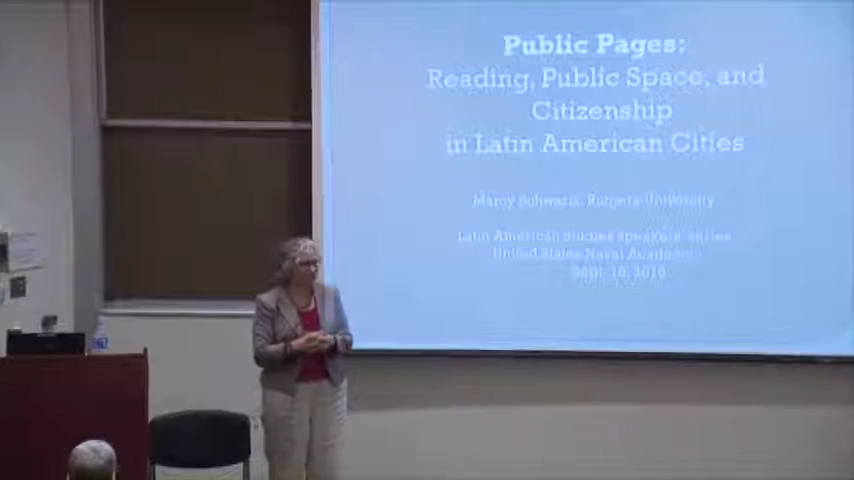 Public Pages:
Reading, Public Space, and
Citizenship
in Latin American Cities
Marcy Schwartz, Rutgers University
Latin American Studies Speakers' Series
United States Naval Academy
Sept.